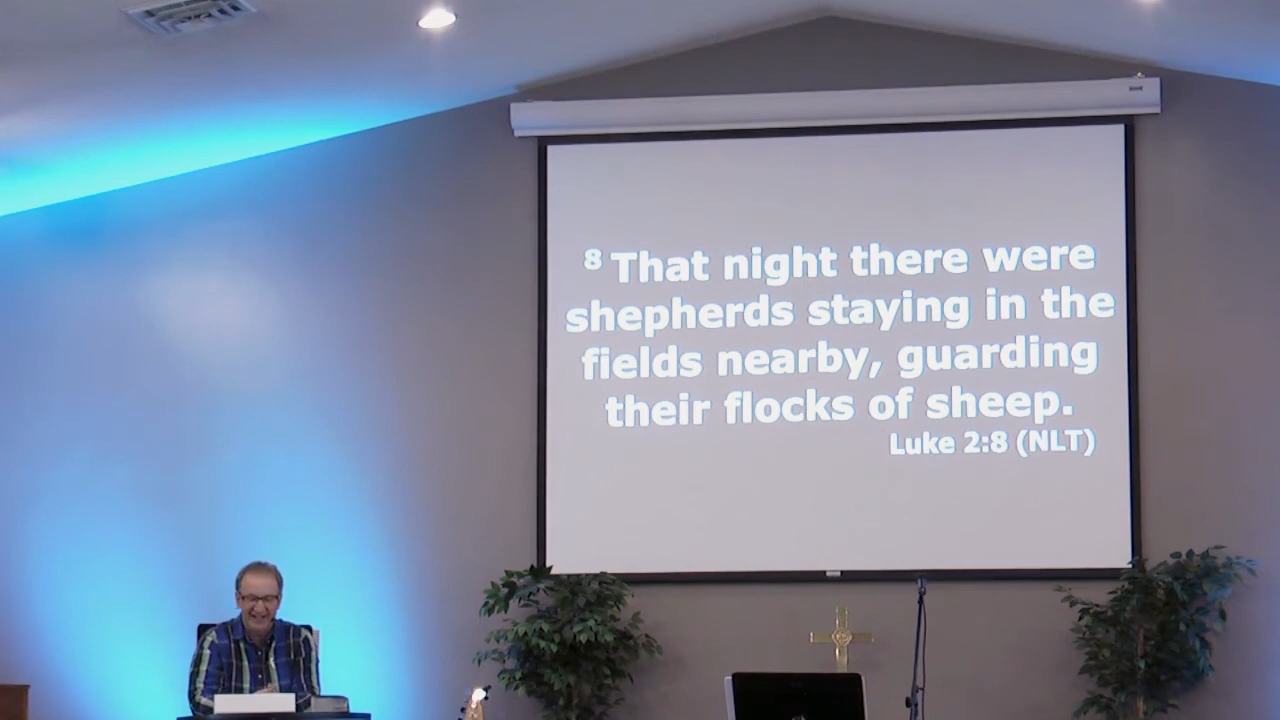 8 That night there were
shepherds staying in the
fields nearby, guarding
their flocks of sheep.
Luke 2:8 (NLT)